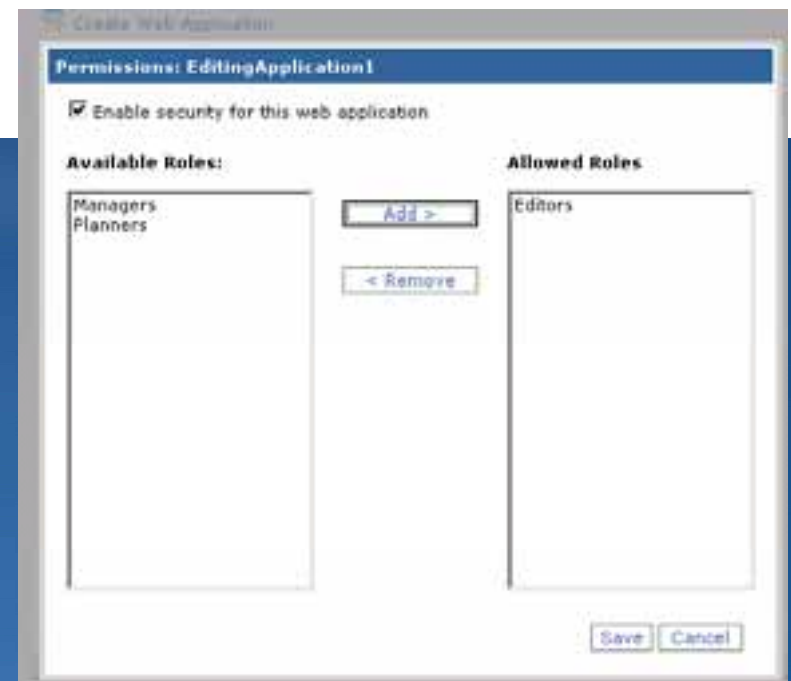 Create Web Application
Permissions: EditingApplication1
Enable security for this web application
Available Roles:
Allowed Roles
Managers
Planners
Add >
< Remove
Editors
Save
Cancel